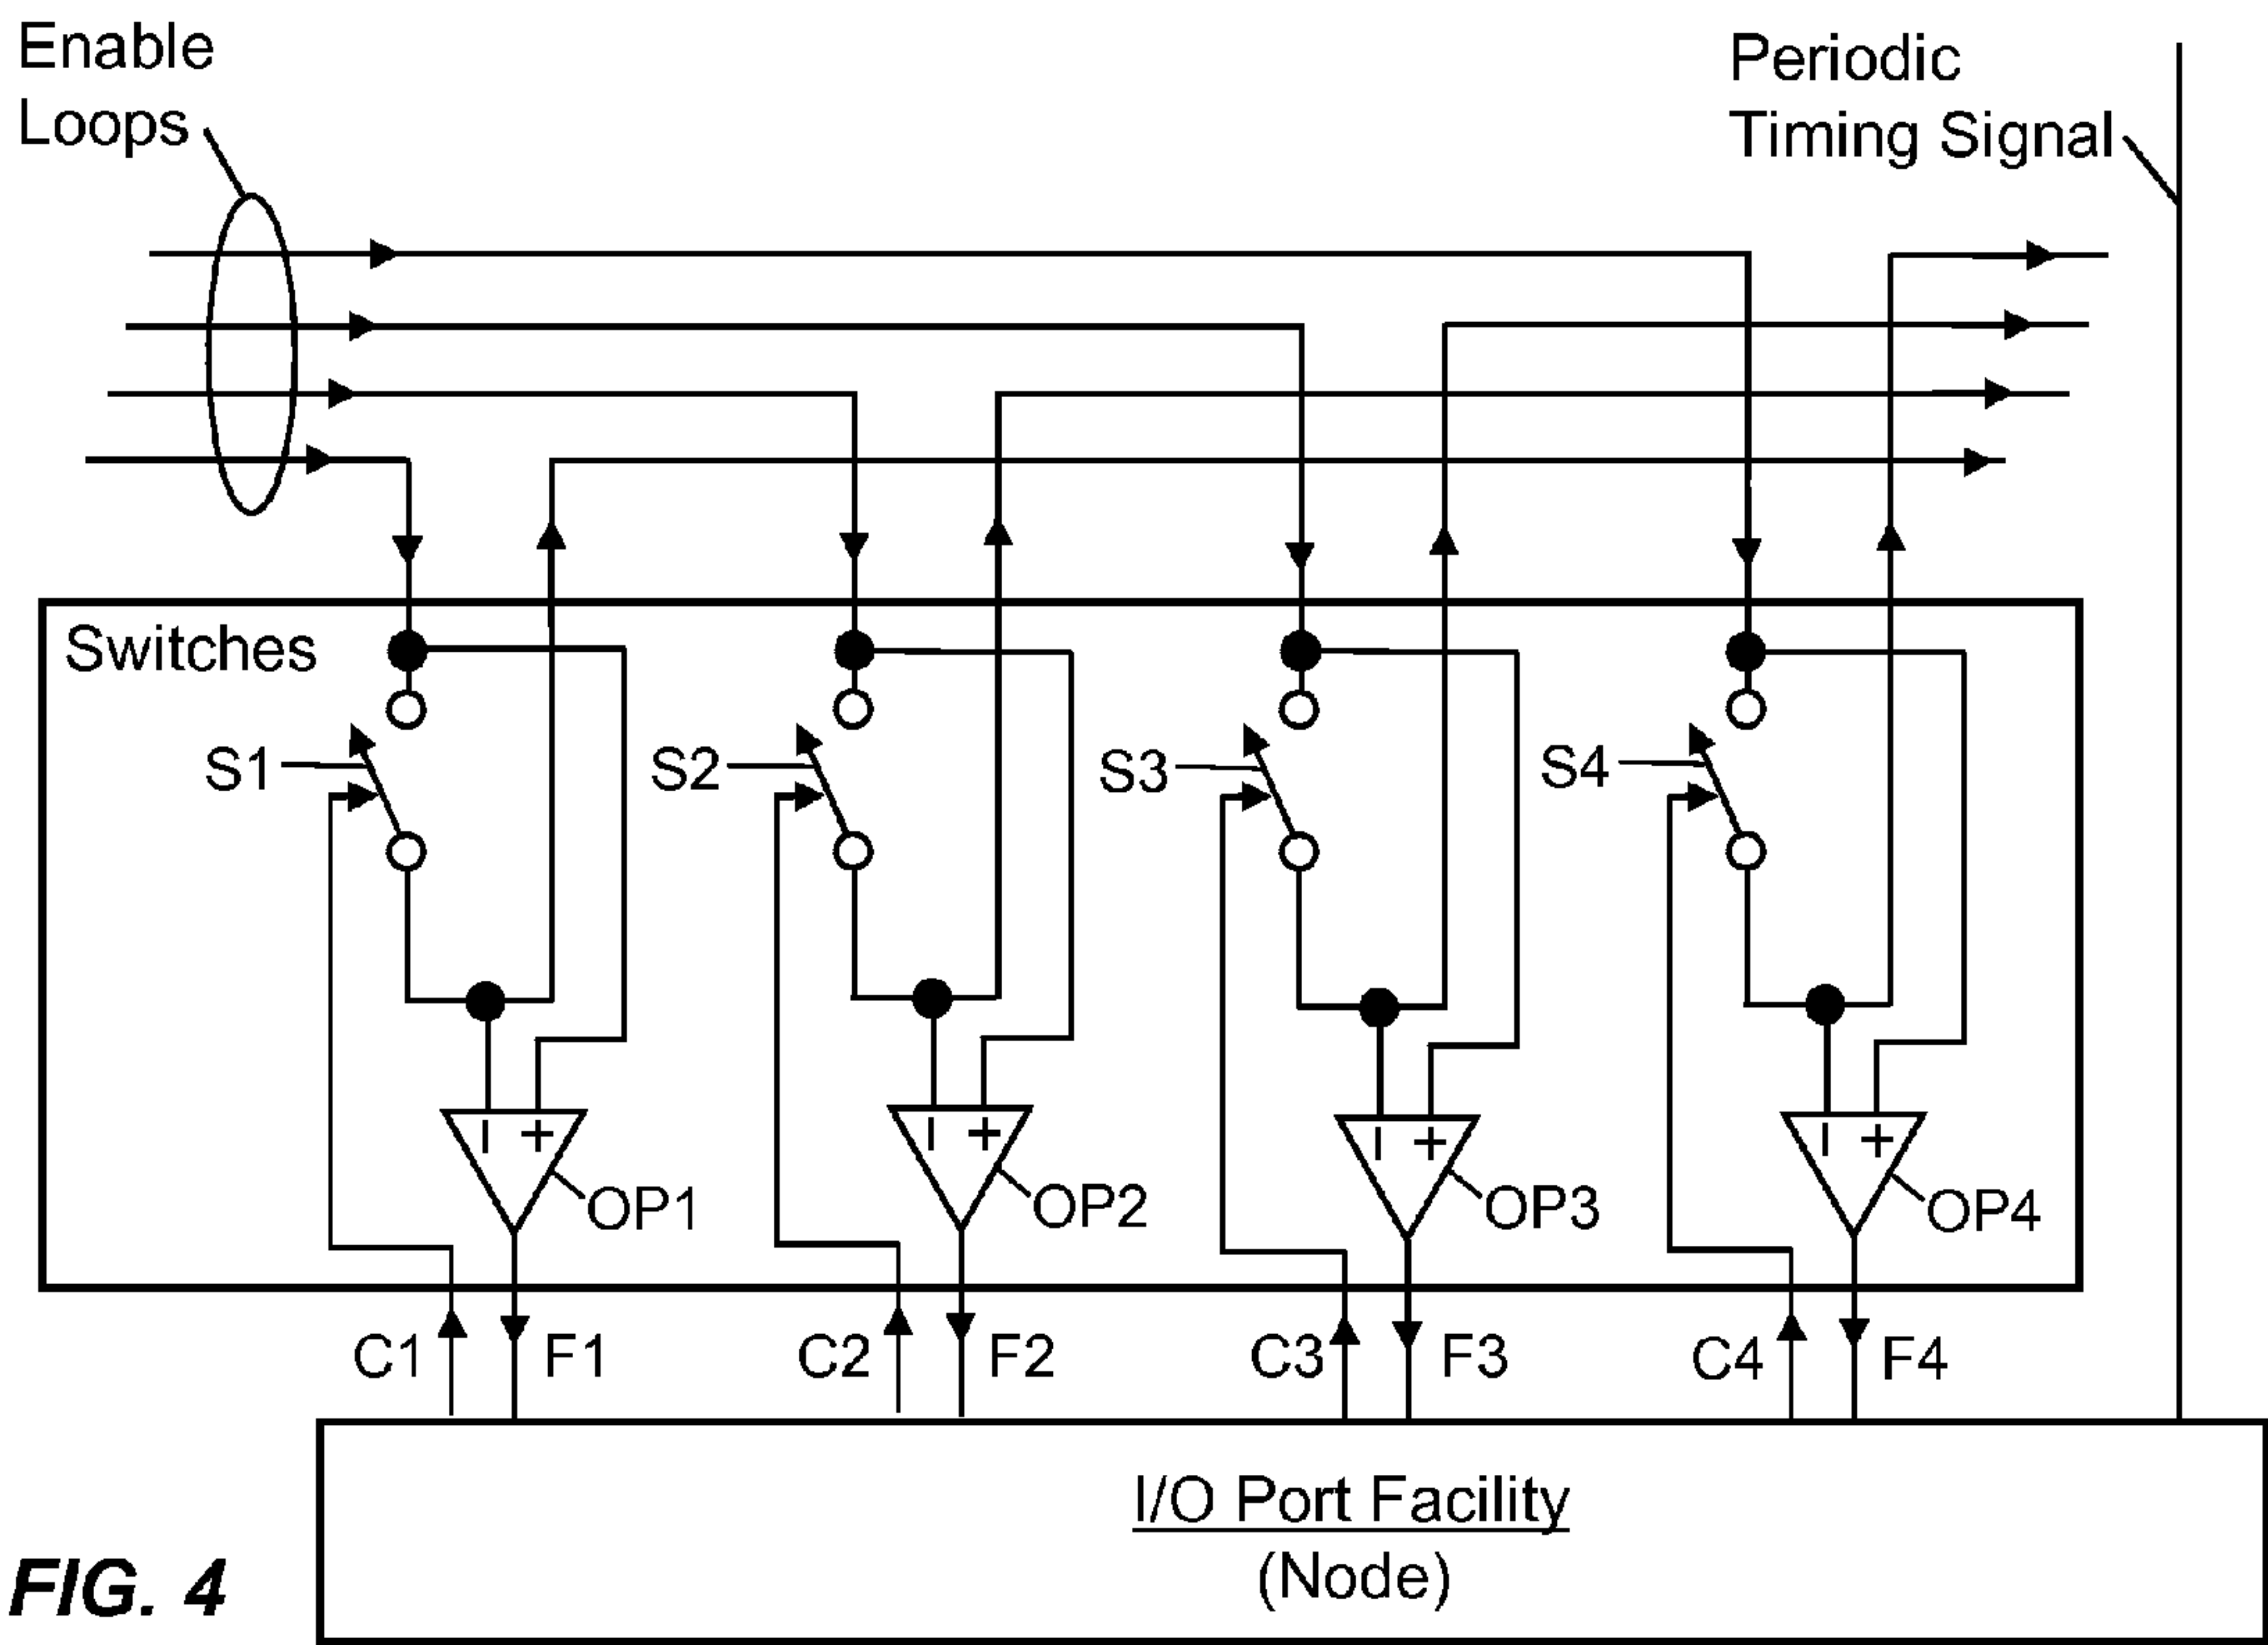 Enable
Loops
Periodic
Timing Signal
Switches
S1
S2
S3
S4
- +
- +
- +
- +
OP1
OP2
OP3
OP4
C1
F1
C2
F2
C3
F3
C4
F4
I/O Port Facility
(Node)
FIG. 4